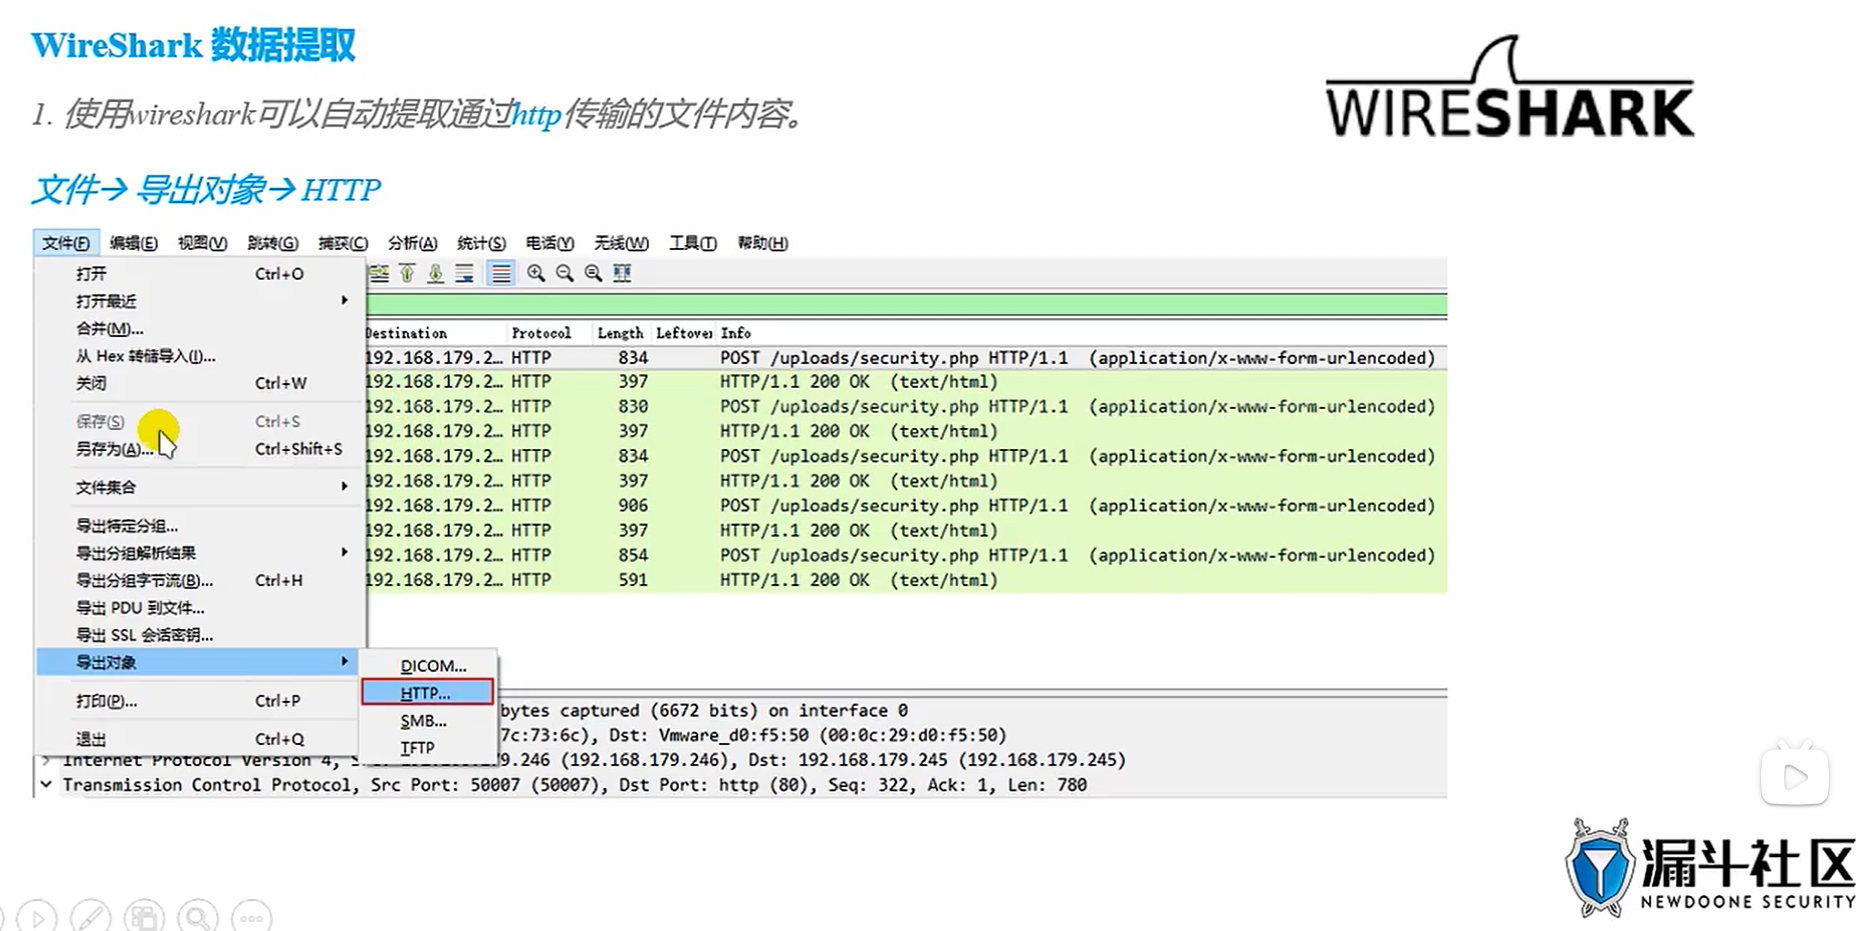 WireShark 数据提取
WIRESHARK
1. 使用wireshark可以自动提取通过http传输的文件内容。
文件→ 导出对象→ HTTP
文件(F) 编辑(E) 视图(V) 跳转(G) 捕获(C) 分析(A) 统计(S) 电话(Y) 无线(W) 工具(T) 帮助(H)
打开 Ctrl+O
打开最近
合并(M)...
从 Hex 转储导入(I)...
关闭 Ctrl+W
保存(S) Ctrl+S
另存为(A)... Ctrl+Shift+S
文件集合
导出特定分组...
导出分组解析结果
导出分组字节流(B)... Ctrl+H
导出 PDU 到文件...
导出 SSL 会话密钥...
导出对象
打印(P)... Ctrl+P
退出 Ctrl+Q
DICOM...
HTTP...
SMB...
TFTP
Destination Protocol Length Leftover Info
192.168.179.2… HTTP 834 POST /uploads/security.php HTTP/1.1 (application/x-www-form-urlencoded)
192.168.179.2… HTTP 397 HTTP/1.1 200 OK (text/html)
192.168.179.2… HTTP 830 POST /uploads/security.php HTTP/1.1 (application/x-www-form-urlencoded)
192.168.179.2… HTTP 397 HTTP/1.1 200 OK (text/html)
192.168.179.2… HTTP 834 POST /uploads/security.php HTTP/1.1 (application/x-www-form-urlencoded)
192.168.179.2… HTTP 397 HTTP/1.1 200 OK (text/html)
192.168.179.2… HTTP 906 POST /uploads/security.php HTTP/1.1 (application/x-www-form-urlencoded)
192.168.179.2… HTTP 397 HTTP/1.1 200 OK (text/html)
192.168.179.2… HTTP 854 POST /uploads/security.php HTTP/1.1 (application/x-www-form-urlencoded)
192.168.179.2… HTTP 591 HTTP/1.1 200 OK (text/html)
bytes captured (6672 bits) on interface 0
7c:73:6c), Dst: Vmware_d0:f5:50 (00:0c:29:d0:f5:50)
Internet Protocol Version 4, 179.246 (192.168.179.246), Dst: 192.168.179.245 (192.168.179.245)
Transmission Control Protocol, Src Port: 50007 (50007), Dst Port: http (80), Seq: 322, Ack: 1, Len: 780
漏斗社区
NEWDOONE SECURITY